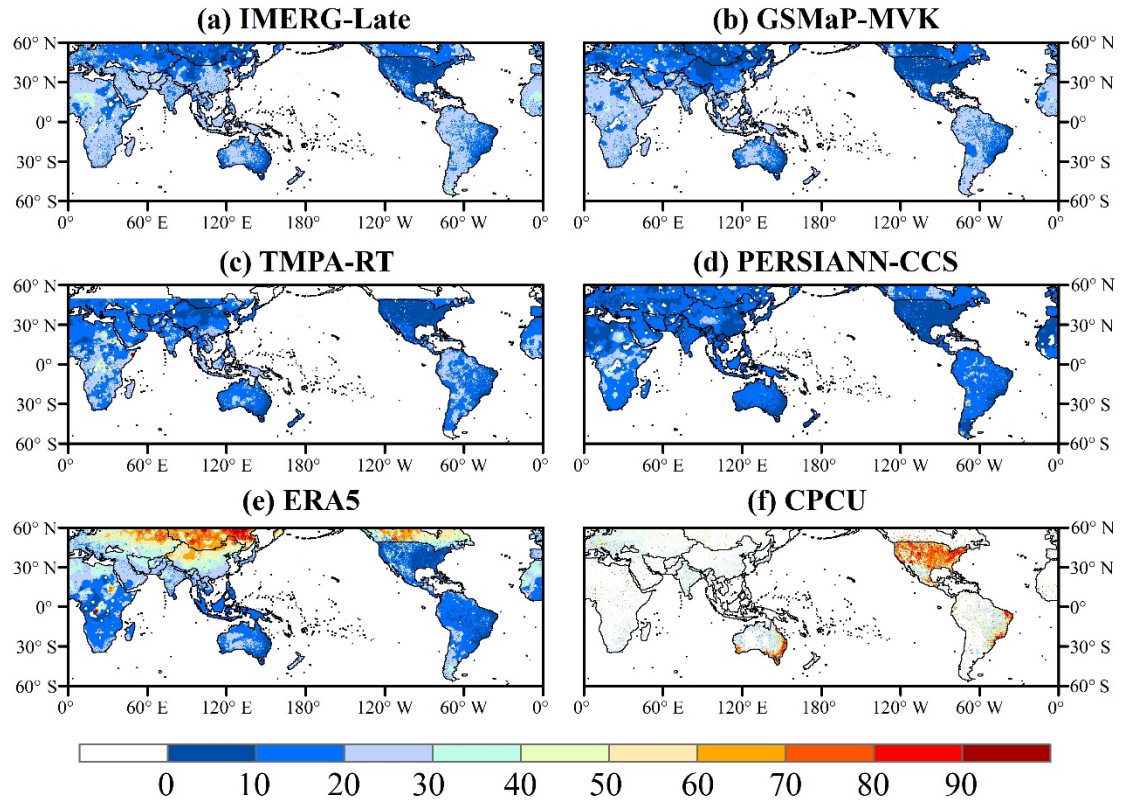 (a) IMERG-Late (b) GSMaP-MVK
60° N 60° N
30° N 30° N
0° 0°
30° S 30° S
60° S 60° S
0° 60° E 120° E 180° 120° W 60° W 0° 0° 60° E 120° E 180° 120° W 60° W 0°
(c) TMPA-RT (d) PERSIANN-CCS
60° N 60° N
30° N 30° N
0° 0°
30° S 30° S
60° S 60° S
0° 60° E 120° E 180° 120° W 60° W 0° 0° 60° E 120° E 180° 120° W 60° W 0°
(e) ERA5 (f) CPCU
60° N 60° N
30° N 30° N
0° 0°
30° S 30° S
60° S 60° S
0° 60° E 120° E 180° 120° W 60° W 0° 0° 60° E 120° E 180° 120° W 60° W 0°
0 10 20 30 40 50 60 70 80 90